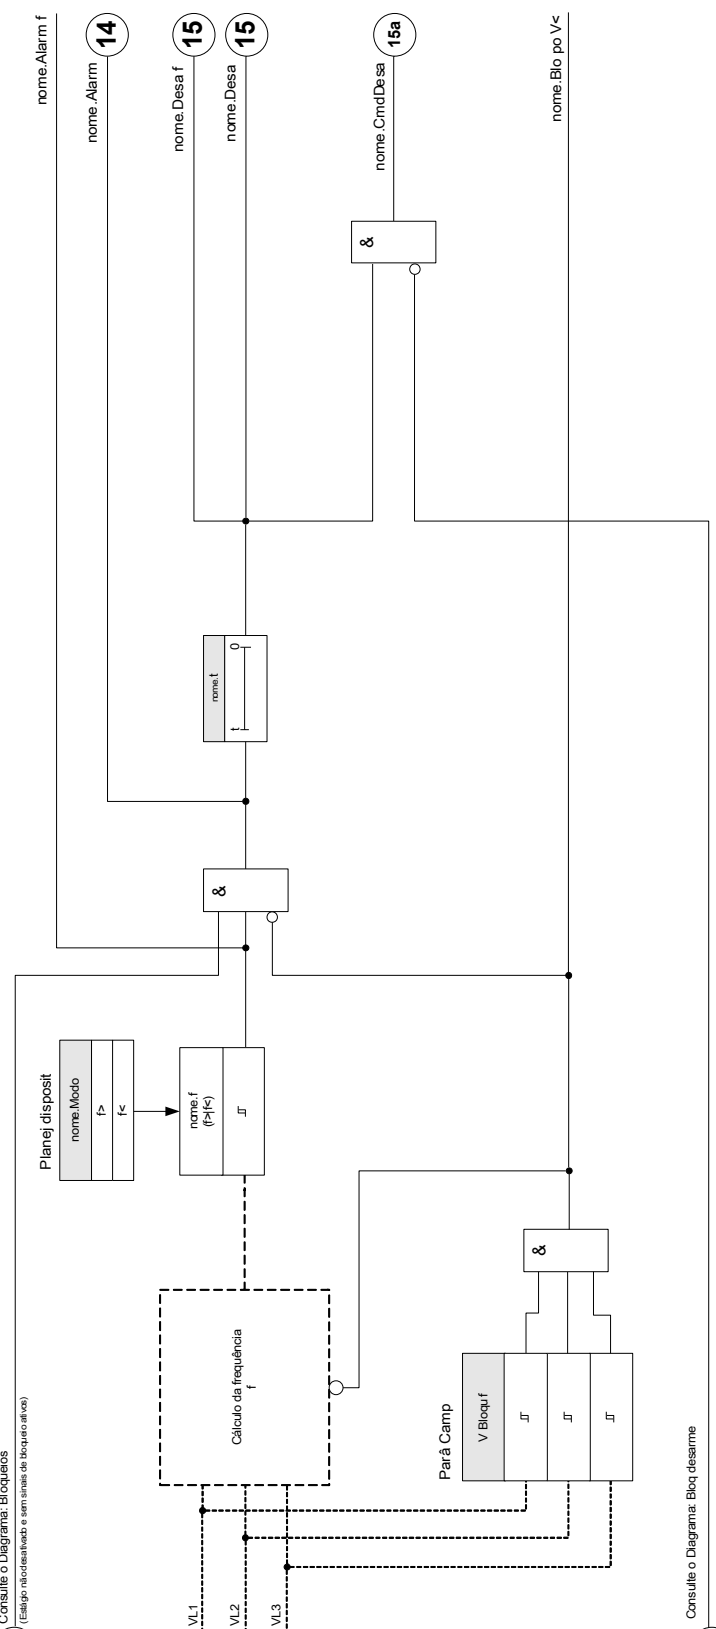 Consulte o Diagrama: Bloqueios
(Estágio não desativado e sem sinais de bloqueio ativos)
VL1
VL2
VL3
Cálculo da frequência
f
Planej disposit
nome.Modo
f>
f<
nome.f
(f>|f<)
&
nome.t
t
0
Parâ Camp
V Bloqu f
&
&
nome.Alarm f
nome.Alarm
14
nome.Desa f
15
nome.Desa
15
nome.CmdDesa
15a
nome.Blo po V<
Consulte o Diagrama: Bloq desarme